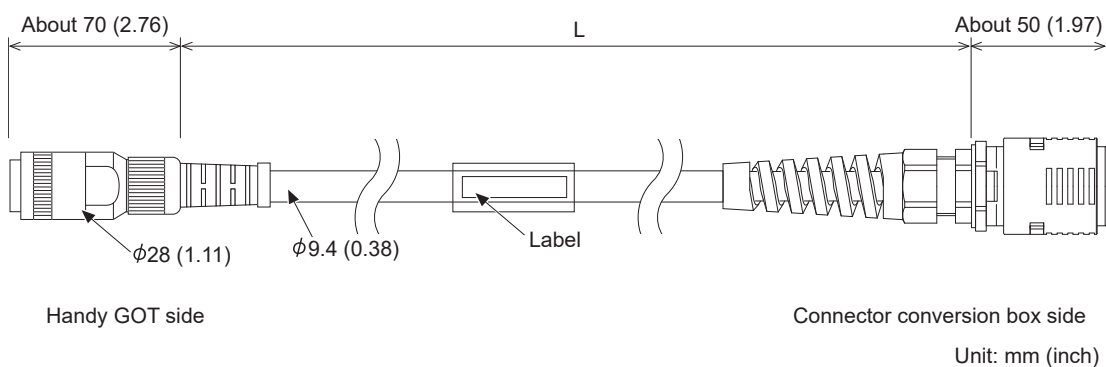 About 70 (2.76)
L
About 50 (1.97)
ϕ28 (1.11)
ϕ9.4 (0.38)
Label
Handy GOT side
Connector conversion box side
Unit: mm (inch)